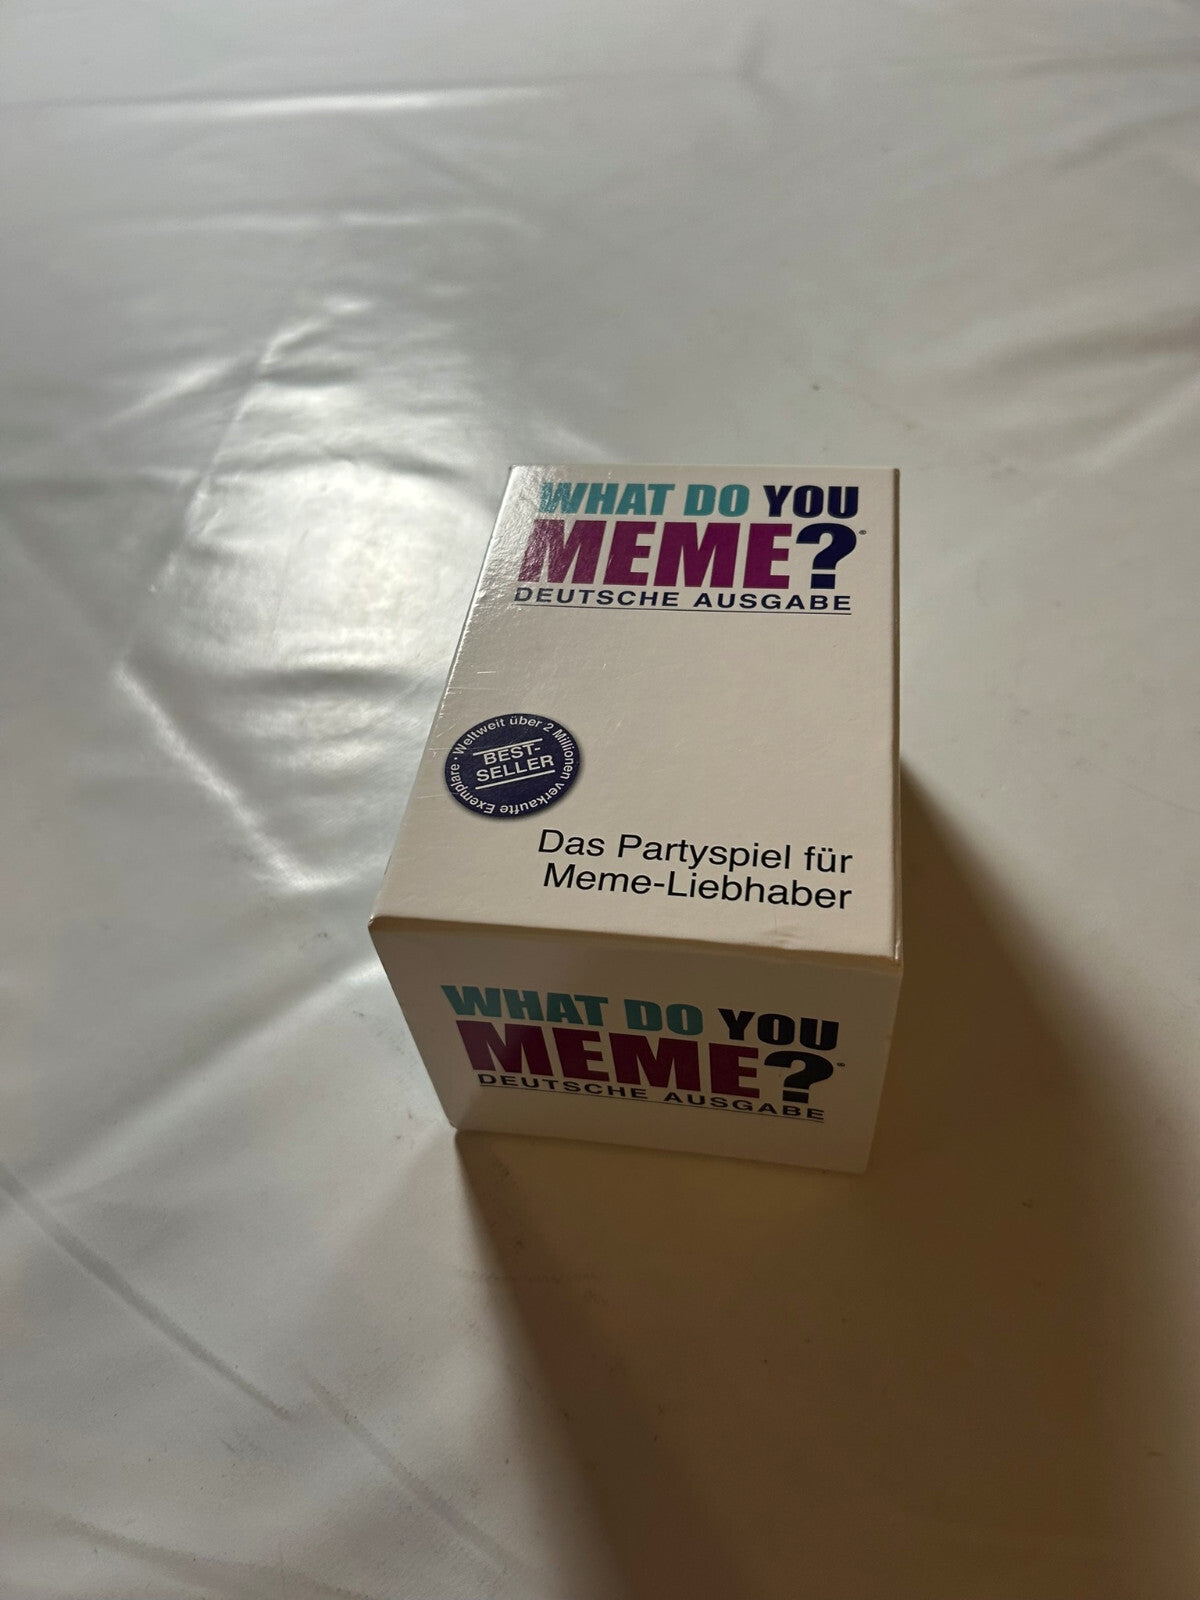 WHAT DO YOU
MEME?®
DEUTSCHE AUSGABE
Weltweit über 2 Millionen verkaufte Exemplare •
BEST-
SELLER
Das Partyspiel für
Meme-Liebhaber
WHAT DO YOU
MEME?®
DEUTSCHE AUSGABE